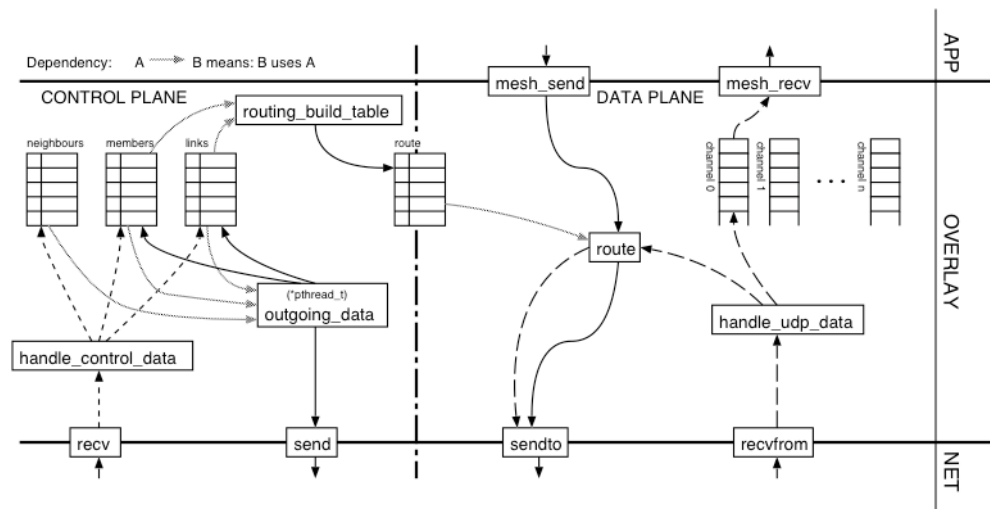 APP
Dependency: A B means: B uses A
mesh_send
mesh_recv
CONTROL PLANE
DATA PLANE
routing_build_table
neighbours
members
links
route
channel 0
channel 1
channel n
OVERLAY
route
(*pthread_t)
outgoing_data
handle_udp_data
handle_control_data
recv
send
sendto
recvfrom
NET